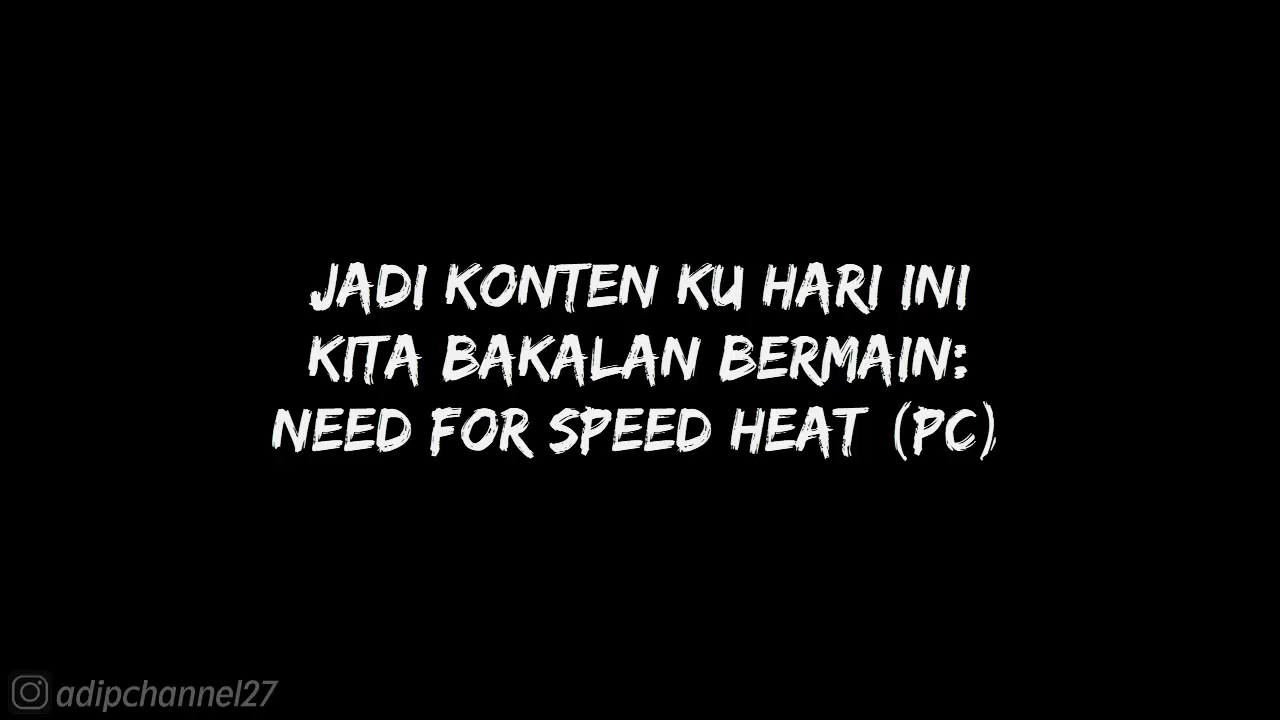 JADI KONTEN KU HARI INI
KITA BAKALAN BERMAIN:
NEED FOR SPEED HEAT (PC)
adipchannel27